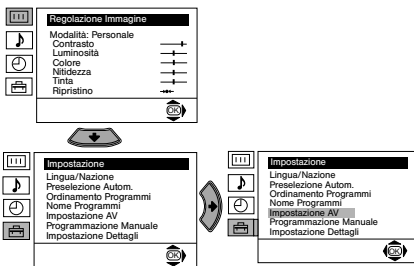 Regolazione Immagine
Modalità: Personale
Contrasto
Luminosità
Colore
Nitidezza
Tinta
Ripristino
OK
Impostazione
Lingua/Nazione
Preselezione Autom.
Ordinamento Programmi
Nome Programmi
Impostazione AV
Programmazione Manuale
Impostazione Dettagli
OK
Impostazione
Lingua/Nazione
Preselezione Autom.
Ordinamento Programmi
Nome Programmi
Impostazione AV
Programmazione Manuale
Impostazione Dettagli
OK